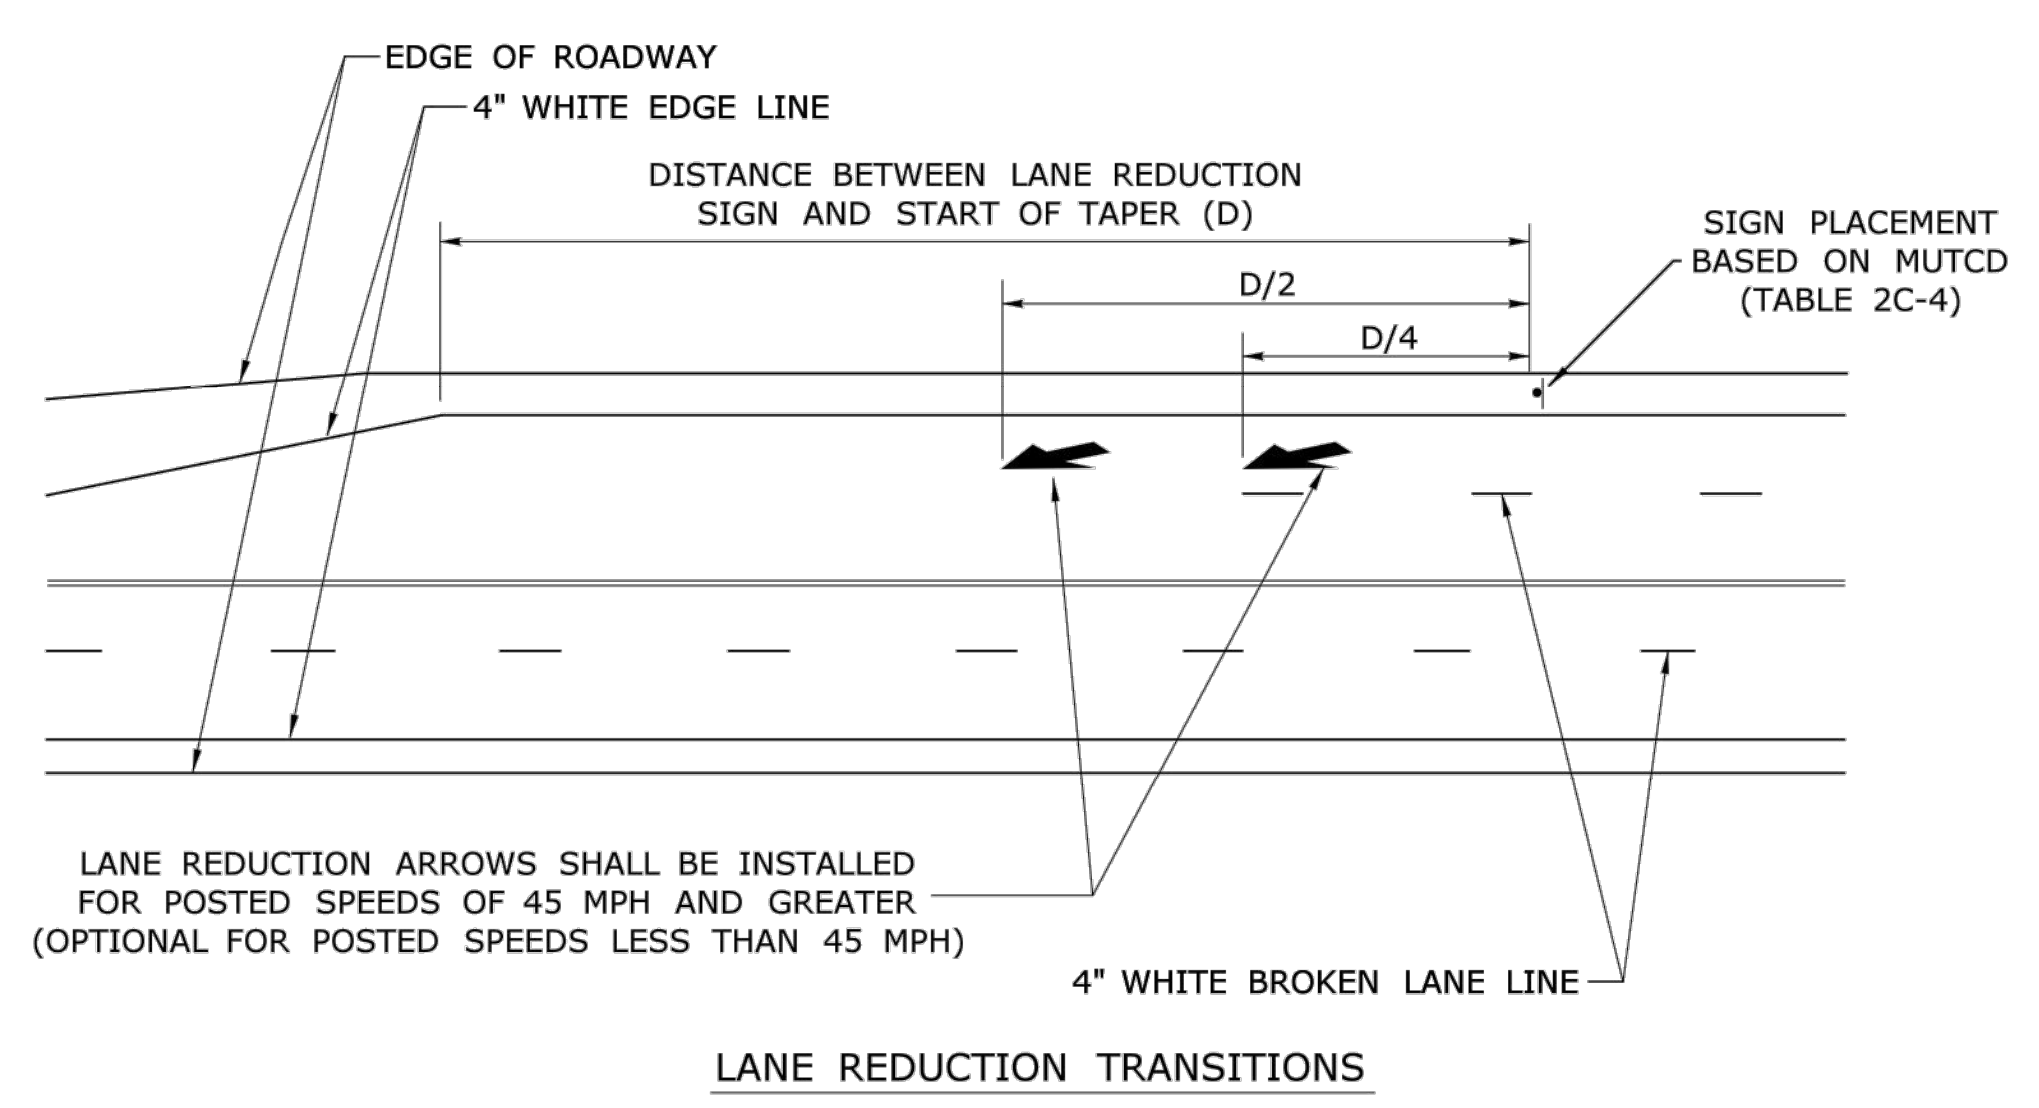 EDGE OF ROADWAY
4" WHITE EDGE LINE
DISTANCE BETWEEN LANE REDUCTION
SIGN AND START OF TAPER (D)
SIGN PLACEMENT
BASED ON MUTCD
(TABLE 2C-4)
D/2
D/4
LANE REDUCTION ARROWS SHALL BE INSTALLED
FOR POSTED SPEEDS OF 45 MPH AND GREATER
(OPTIONAL FOR POSTED SPEEDS LESS THAN 45 MPH)
4" WHITE BROKEN LANE LINE
LANE REDUCTION TRANSITIONS